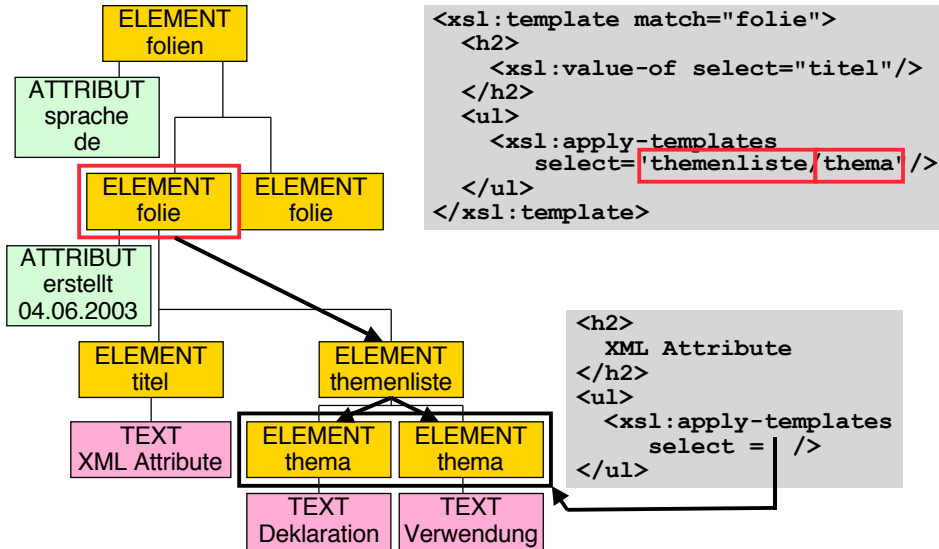 ELEMENT
folien
ATTRIBUT
sprache
de
ELEMENT
folie
ELEMENT
folie
ATTRIBUT
erstellt
04.06.2003
ELEMENT
titel
ELEMENT
themenliste
TEXT
XML Attribute
ELEMENT
thema
ELEMENT
thema
TEXT
Deklaration
TEXT
Verwendung
<xsl:template match="folie">
<h2>
<xsl:value-of select="titel"/>
</h2>
<ul>
<xsl:apply-templates
select="themenliste/thema"/>
</ul>
</xsl:template>
<h2>
XML Attribute
</h2>
<ul>
<xsl:apply-templates
select = />
</ul>